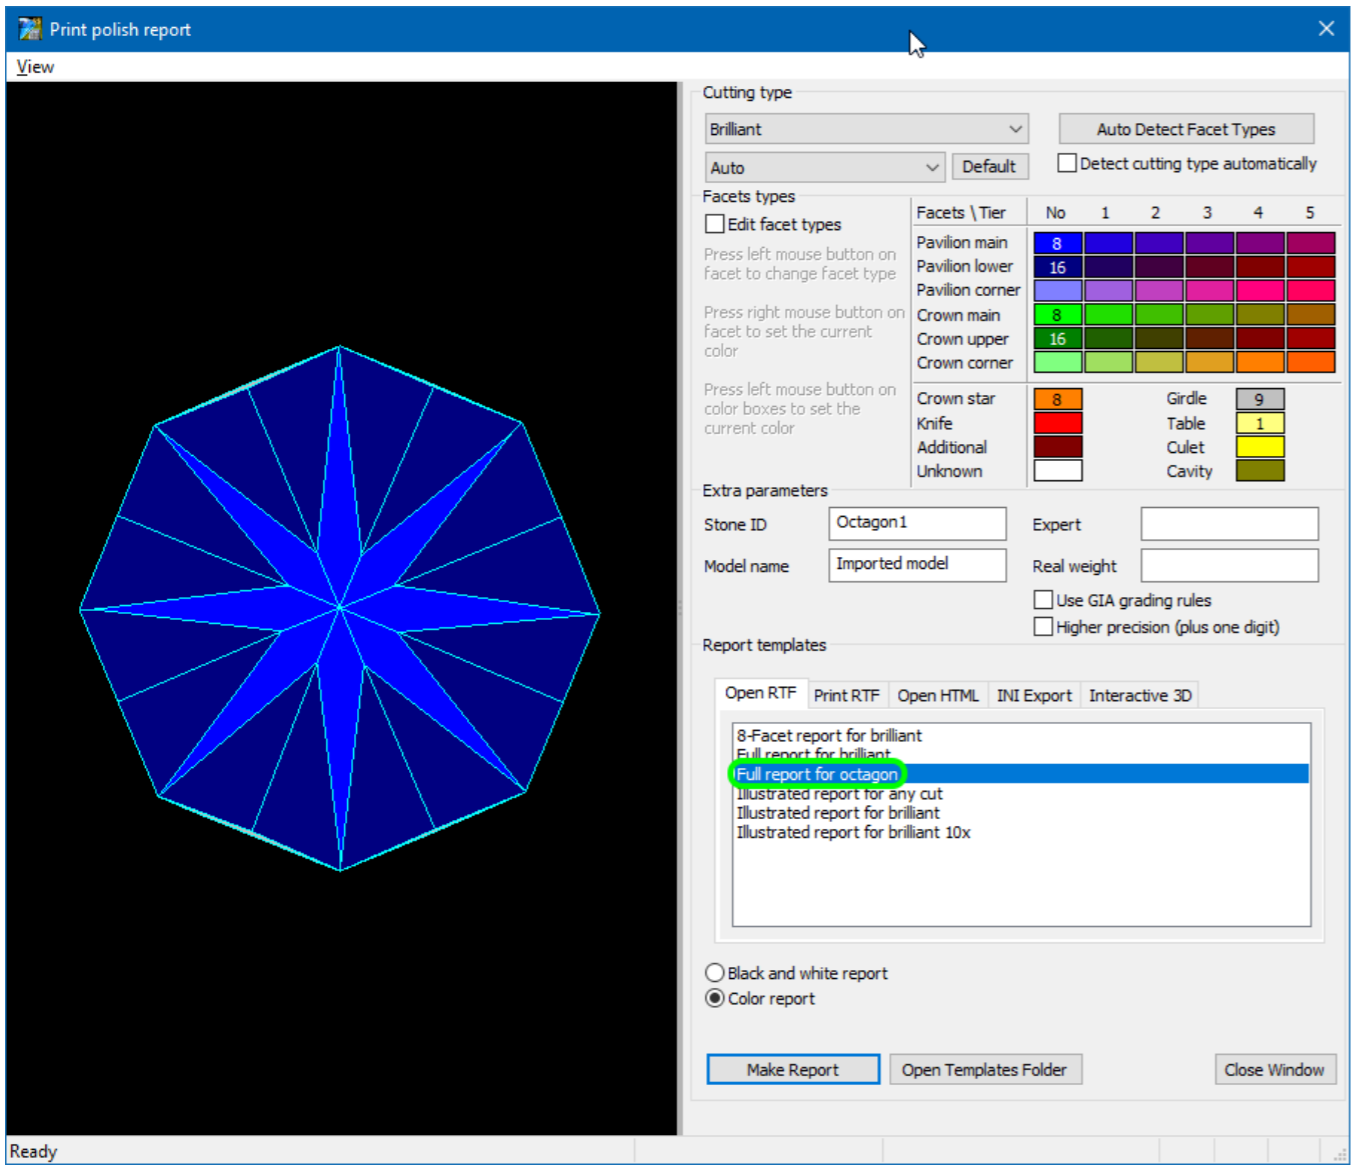 Print polish report
View
Cutting type
Brilliant
Auto Detect Facet Types
Auto
Default
Detect cutting type automatically
Facets types
Edit facet types
Press left mouse button on
facet to change facet type
Press right mouse button on
facet to set the current
color
Press left mouse button on
color boxes to set the
current color
Facets \ Tier No 1 2 3 4 5
Pavilion main 8
Pavilion lower 16
Pavilion corner
Crown main 8
Crown upper 16
Crown corner
Crown star 8 Girdle 9
Knife Table 1
Additional Culet
Unknown Cavity
Extra parameters
Stone ID Octagon1 Expert
Model name Imported model Real weight
Use GIA grading rules
Higher precision (plus one digit)
Report templates
Open RTF Print RTF Open HTML INI Export Interactive 3D
8-Facet report for brilliant
Full report for brilliant
Full report for octagon
Illustrated report for any cut
Illustrated report for brilliant
Illustrated report for brilliant 10x
Black and white report
Color report
Make Report Open Templates Folder Close Window
Ready